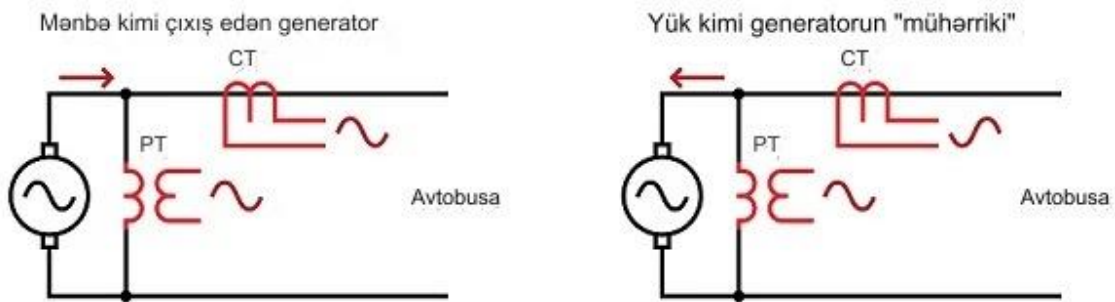 Mənbə kimi çıxış edən generator
CT
PT
Avtobusa
Yük kimi generatorun "mühərriki"
CT
PT
Avtobusa